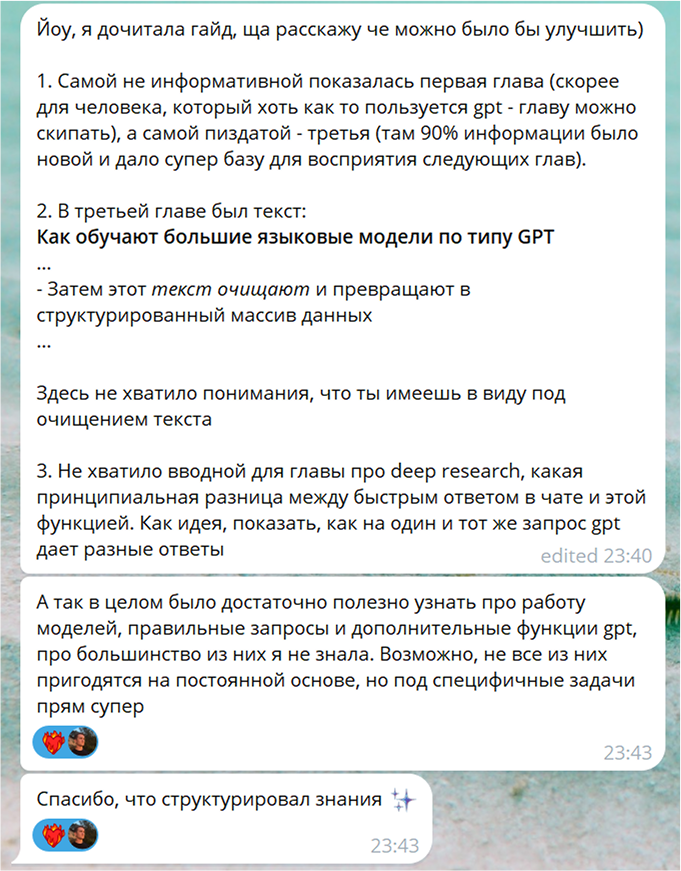 Йоу, я дочитала гайд, ща расскажу че можно было бы улучшить)
1. Самой не информативной показалась первая глава (скорее
для человека, который хоть как то пользуется gpt - главу можно
скипать), а самой пиздатой - третья (там 90% информации было
новой и дало супер базу для восприятия следующих глав).
2. В третьей главе был текст:
Как обучают большие языковые модели по типу GPT
...
- Затем этот текст очищают и превращают в
структурированный массив данных
...
Здесь не хватило понимания, что ты имеешь в виду под
очищением текста
3. Не хватило вводной для главы про deep research, какая
принципиальная разница между быстрым ответом в чате и этой
функцией. Как идея, показать, как на один и тот же запрос gpt
дает разные ответы
edited 23:40
А так в целом было достаточно полезно узнать про работу
моделей, правильные запросы и дополнительные функции gpt,
про большинство из них я не знала. Возможно, не все из них
пригодятся на постоянной основе, но под специфичные задачи
прям супер
23:43
Спасибо, что структурировал знания ✨
23:43